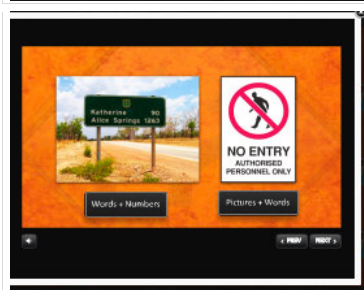 Katherine 90
Alice Springs 1263
NO ENTRY
AUTHORISED
PERSONNEL ONLY
Words + Numbers
Pictures + Words
< PREV
NEXT >